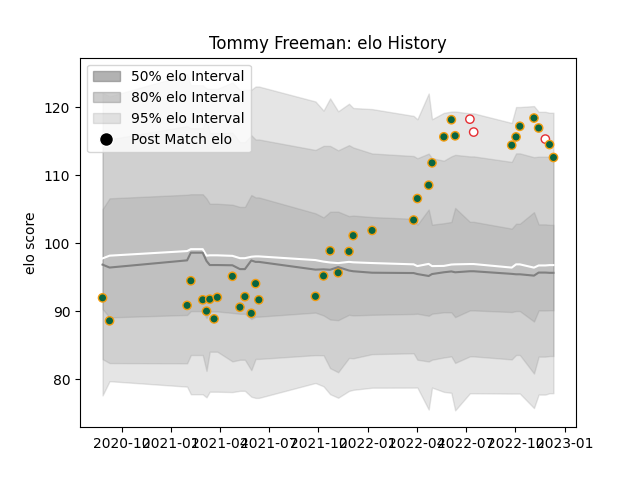 Tommy Freeman: elo History
50% elo Interval
80% elo Interval
95% elo Interval
Post Match elo
elo score
120
110
100
90
80
2020-10 2021-01 2021-04 2021-07 2021-10 2022-01 2022-04 2022-07 2022-10 2023-01